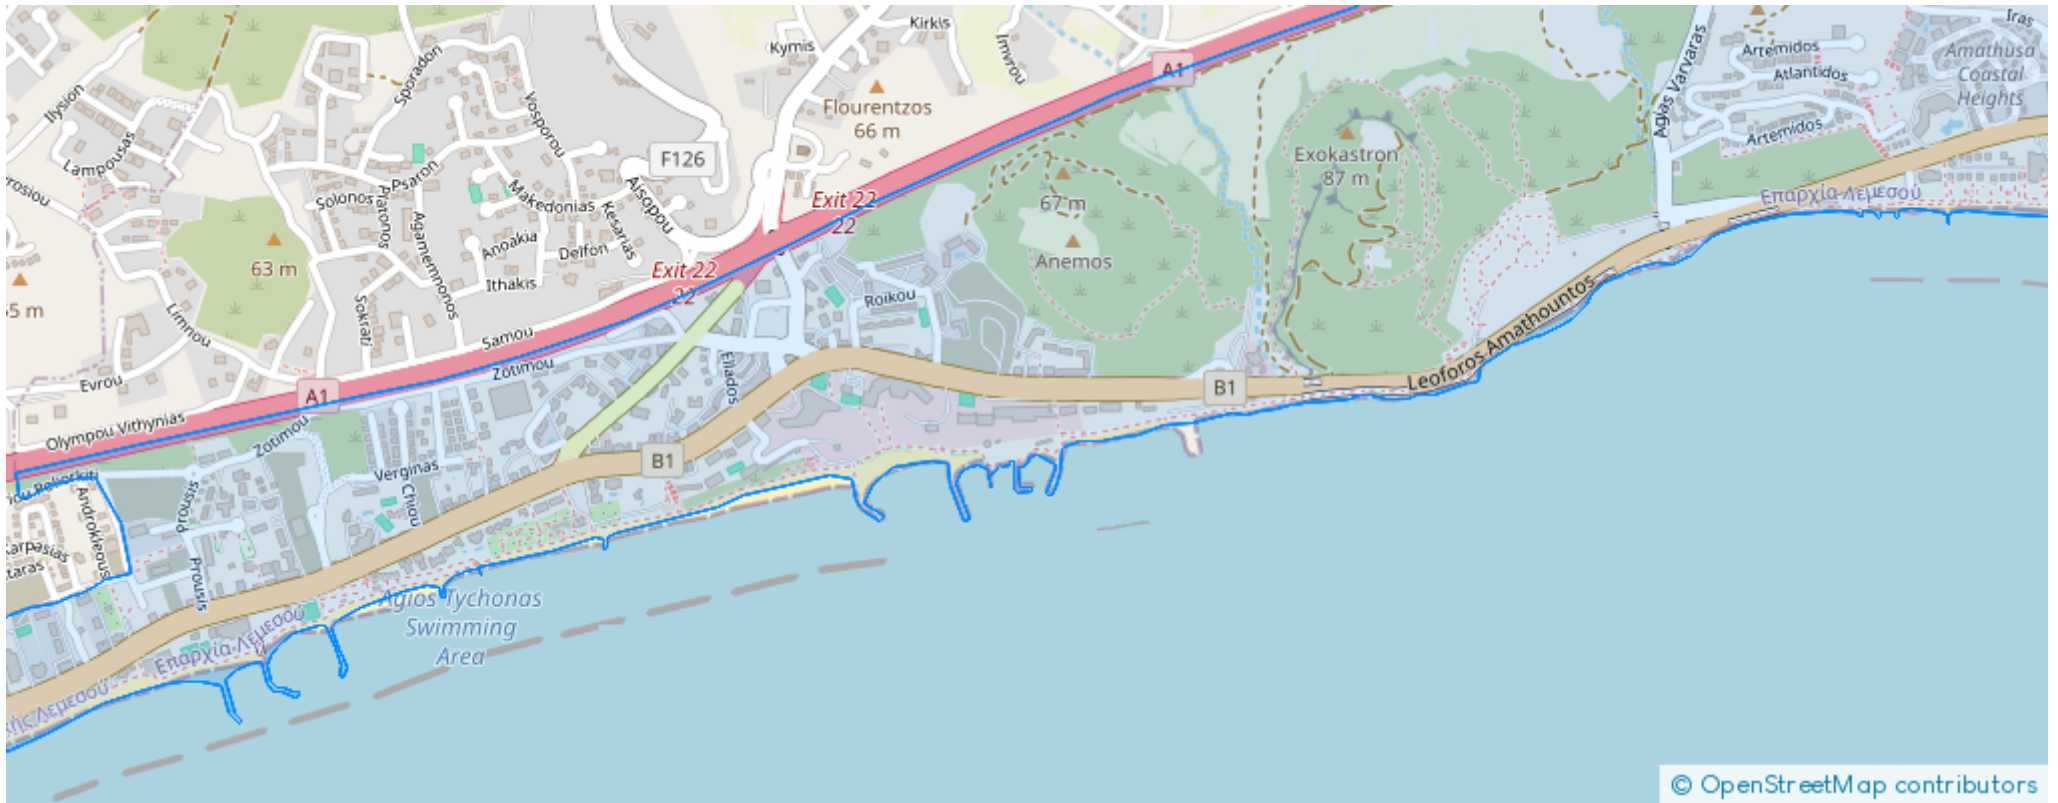 Kirkis
Kymis
Imvrou
A1
Iras
Artemidos
Atlantidos
Amathusa
Coastal
Heights
Agias Varvaras
Artemidos
Sporadon
Ilysion
Vosporou
Flourentzos
66 m
F126
Lampousas
Exokastron
87 m
Psaron
Solonos
Platonos
Makedonias
Aisopou
Kesarias
Agamemnonos
Exit 22
22
67 m
Επαρχία Λεμεσού
Anoakia
Delfon
63 m
Anemos
Exit 22
22
Ithakis
Roikou
Sokrati
Limnou
Samou
Zotimou
Eliados
Leoforos Amathountos
Evrou
A1
B1
Olympou Vithynias
Zotimou
B1
Verginas
Chiou
Prousis
Androkleous
Karpasias
Prousis
Agios Tychonas
Swimming
Area
Επαρχία Λεμεσού
Λεμεσού
© OpenStreetMap contributors